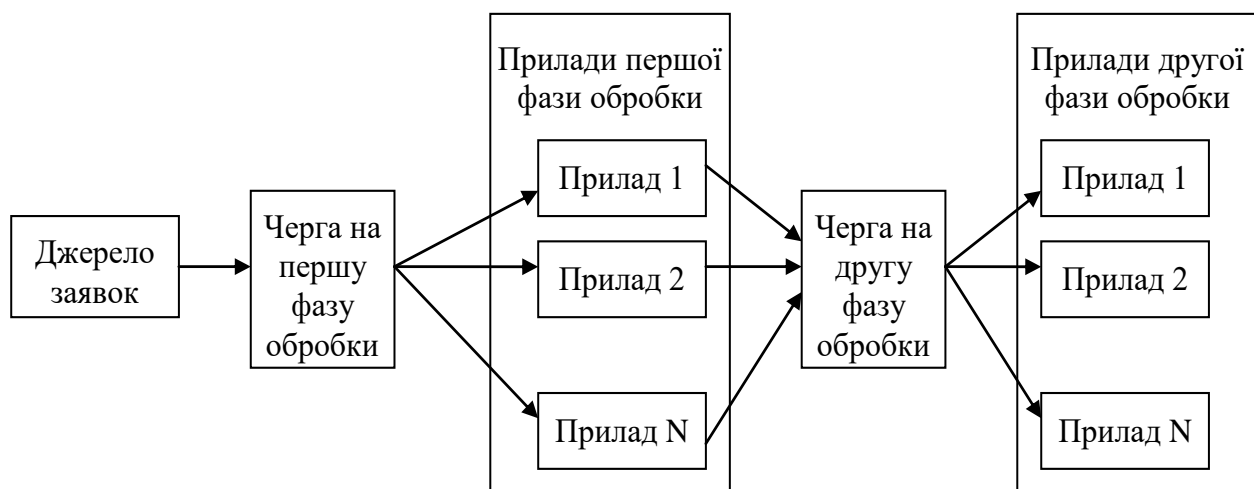 Джерело
заявок
Черга на
першу
фазу
обробки
Прилади першої
фази обробки
Прилад 1
Прилад 2
Прилад N
Черга на
другу
фазу
обробки
Прилади другої
фази обробки
Прилад 1
Прилад 2
Прилад N